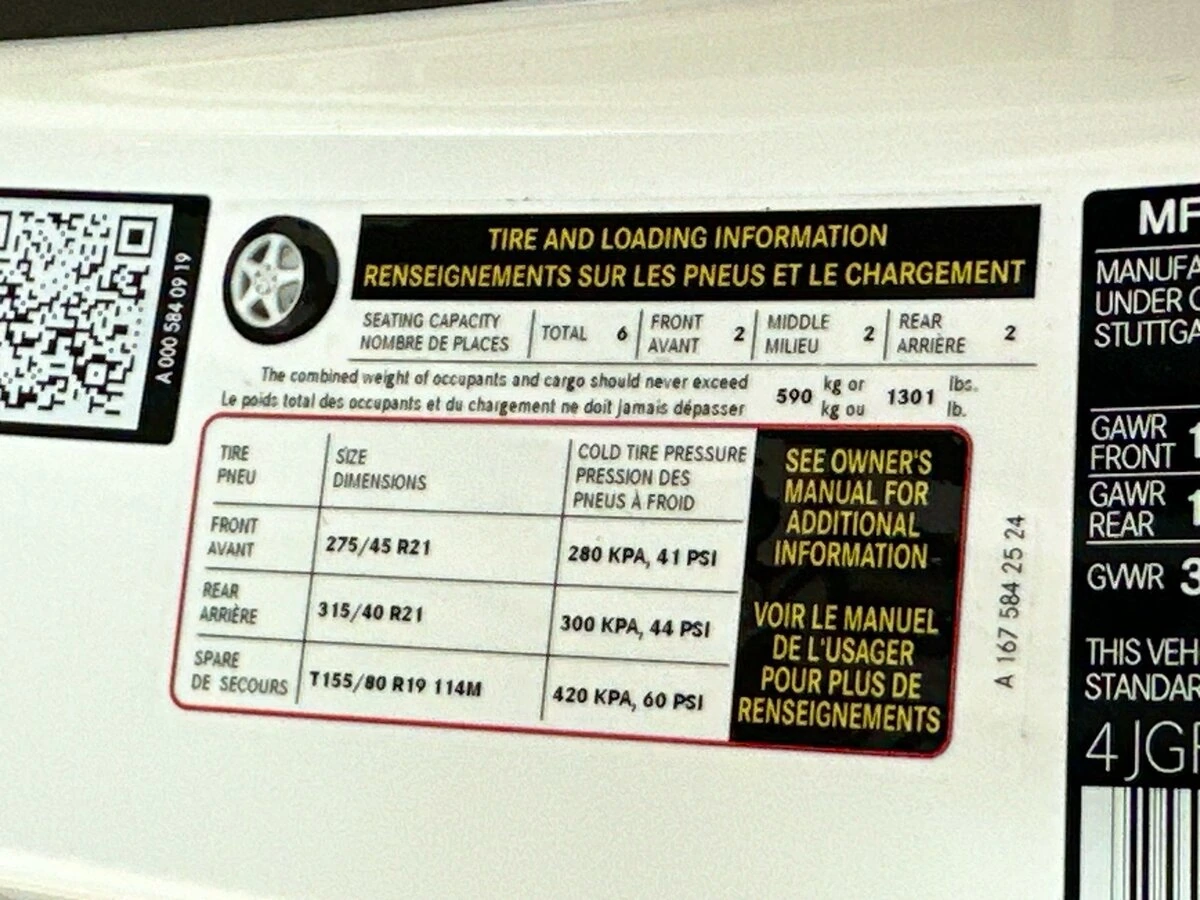 A 000 584 09 19
TIRE AND LOADING INFORMATION
RENSEIGNEMENTS SUR LES PNEUS ET LE CHARGEMENT
SEATING CAPACITY
NOMBRE DE PLACES
TOTAL 6
FRONT
AVANT 2
MIDDLE
MILIEU 2
REAR
ARRIÈRE 2
The combined weight of occupants and cargo should never exceed 590 kg or 1301 lbs.
Le poids total des occupants et du chargement ne doit jamais dépasser kg ou lb.
TIRE
PNEU
SIZE
DIMENSIONS
COLD TIRE PRESSURE
PRESSION DES
PNEUS À FROID
FRONT
AVANT
275/45 R21
280 KPA, 41 PSI
REAR
ARRIÈRE
315/40 R21
300 KPA, 44 PSI
SPARE
DE SECOURS
T155/80 R19 114M
420 KPA, 60 PSI
SEE OWNER'S
MANUAL FOR
ADDITIONAL
INFORMATION
VOIR LE MANUEL
DE L'USAGER
POUR PLUS DE
RENSEIGNEMENTS
A 167 584 25 24
MF
MANUFA
UNDER
STUTTGA
GAWR
FRONT 1
GAWR
REAR 1
GVWR 3
THIS VEH
STANDAR
4JG